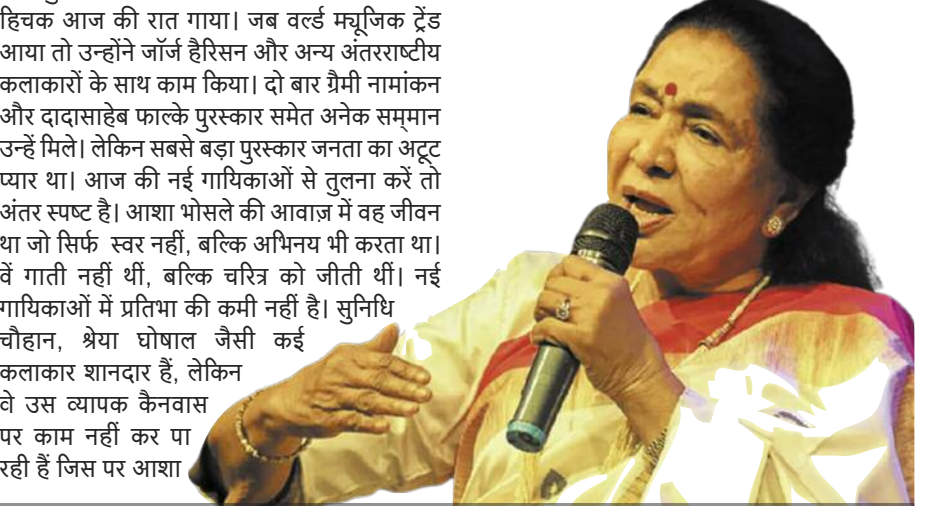 हिचक आज की रात गाया। जब वर्ल्ड म्यूजिक ट्रेंड
आया तो उन्होंने जॉर्ज हैरिसन और अन्य अंतरराष्टीय
कलाकारों के साथ काम किया। दो बार ग्रैमी नामांकन
और दादासाहेब फाल्के पुरस्कार समेत अनेक सम्मान
उन्हें मिले। लेकिन सबसे बड़ा पुरस्कार जनता का अटूट
प्यार था। आज की नई गायिकाओं से तुलना करें तो
अंतर स्पष्ट है। आशा भोसले की आवाज़ में वह जीवन
था जो सिर्फ स्वर नहीं, बल्कि अभिनय भी करता था।
वें गाती नहीं थीं, बल्कि चरित्र को जीती थीं। नई
गायिकाओं में प्रतिभा की कमी नहीं है। सुनिधि
चौहान, श्रेया घोषाल जैसी कई
कलाकार शानदार हैं, लेकिन
वे उस व्यापक कैनवास
पर काम नहीं कर पा
रही हैं जिस पर आशा